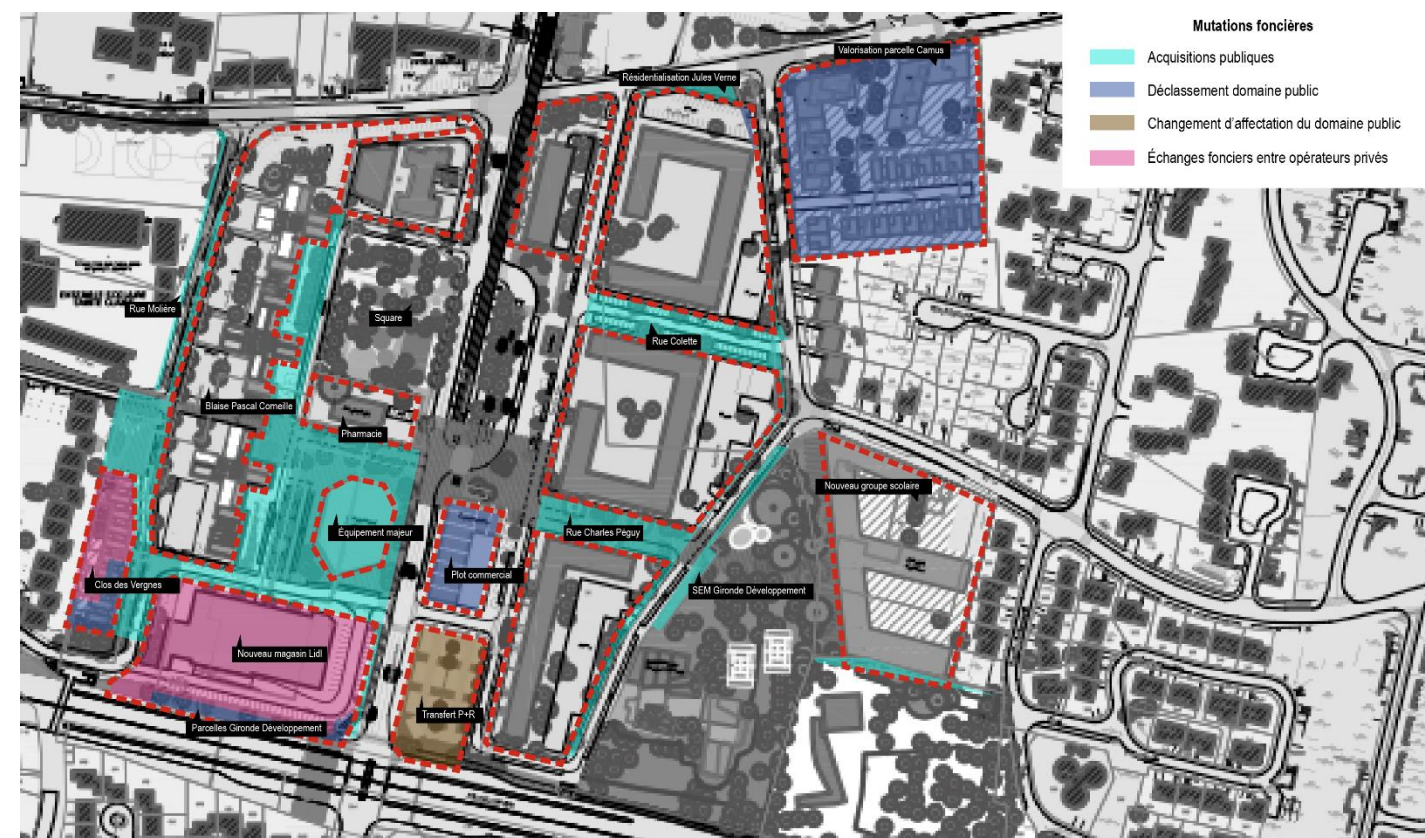 Mutations foncières
Acquisitions publiques
Déclassement domaine public
Changement d'affectation du domaine public
Échanges fonciers entre opérateurs privés
Valorisation parcelle Camus
Résidentialisation Jules Verne
Rue Molière
Square
Rue Colette
Blaise Pascal Corneille
Pharmacie
Nouveau groupe scolaire
Équipement majeur
Rue Charles Péguy
Plot commercial
Clos des Vergnes
SEM Gironde Développement
Nouveau magasin Lidl
Transfert P+R
Parcelles Gironde Développement